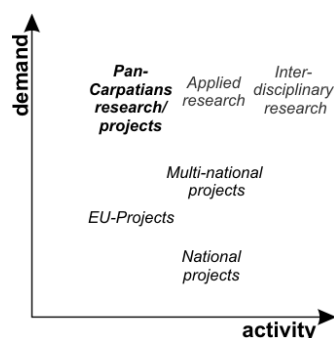 demand
Pan-
Carpatians
research/
projects
Applied
research
Inter-
disciplinary
research
Multi-national
projects
EU-Projects
National
projects
activity